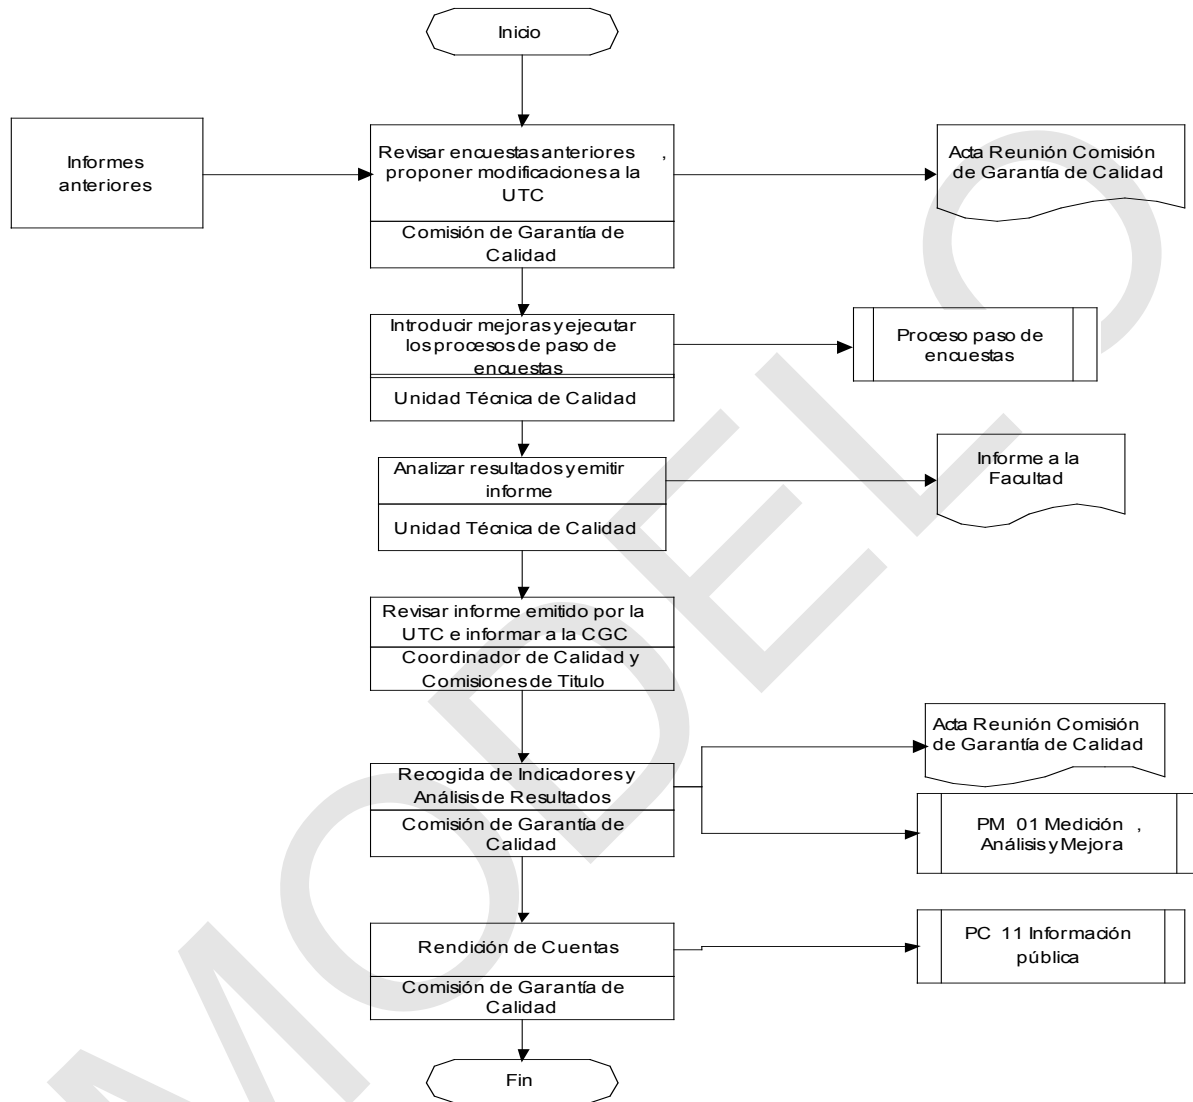 Inicio
Informes
anteriores
Revisar encuestas anteriores ,
proponer modificaciones a la
UTC
Comisión de Garantía de
Calidad
Acta Reunión Comisión
de Garantía de Calidad
Introducir mejoras y ejecutar
los procesos de paso de
encuestas
Unidad Técnica de Calidad
Proceso paso de
encuestas
Analizar resultados y emitir
informe
Unidad Técnica de Calidad
Informe a la
Facultad
Revisar informe emitido por la
UTC e informar a la CGC
Coordinador de Calidad y
Comisiones de Titulo
Recogida de Indicadores y
Análisis de Resultados
Comisión de Garantía de
Calidad
Acta Reunión Comisión
de Garantía de Calidad
PM 01 Medición ,
Análisis y Mejora
Rendición de Cuentas
Comisión de Garantía de
Calidad
PC 11 Información
pública
Fin
MODELO